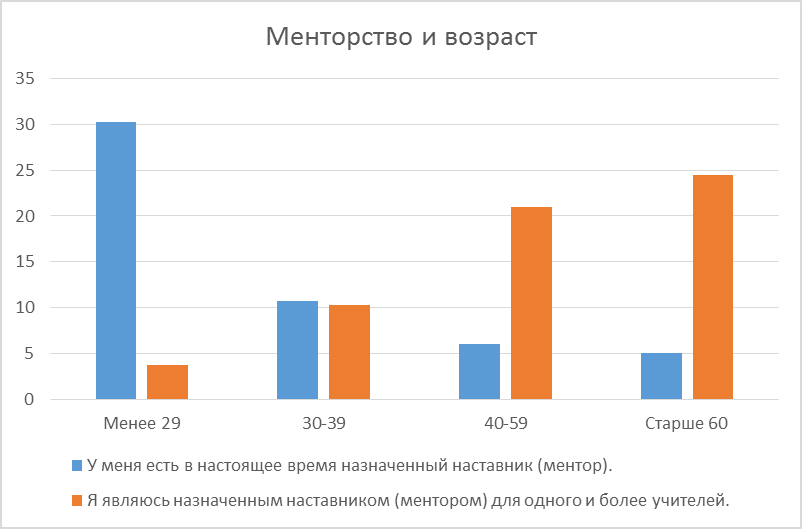 Менторство и возраст
35
30
25
20
15
10
5
0
Менее 29
30-39
40-59
Старше 60
У меня есть в настоящее время назначенный наставник (ментор).
Я являюсь назначенным наставником (ментором) для одного и более учителей.